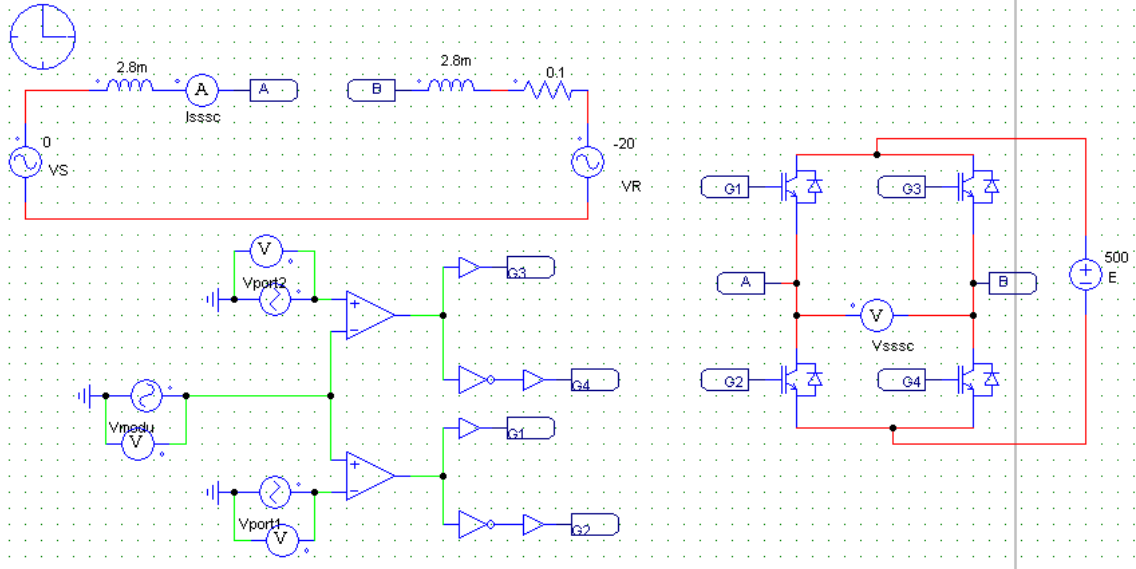 2.8m
A
Isssc
A
B
2.8m
0.1
0
VS
-20
VR
G1
G3
500
E
A
B
V
Vsssc
G2
G4
V
Vport2
G3
G4
Vmodu
V
G1
Vport1
V
G2